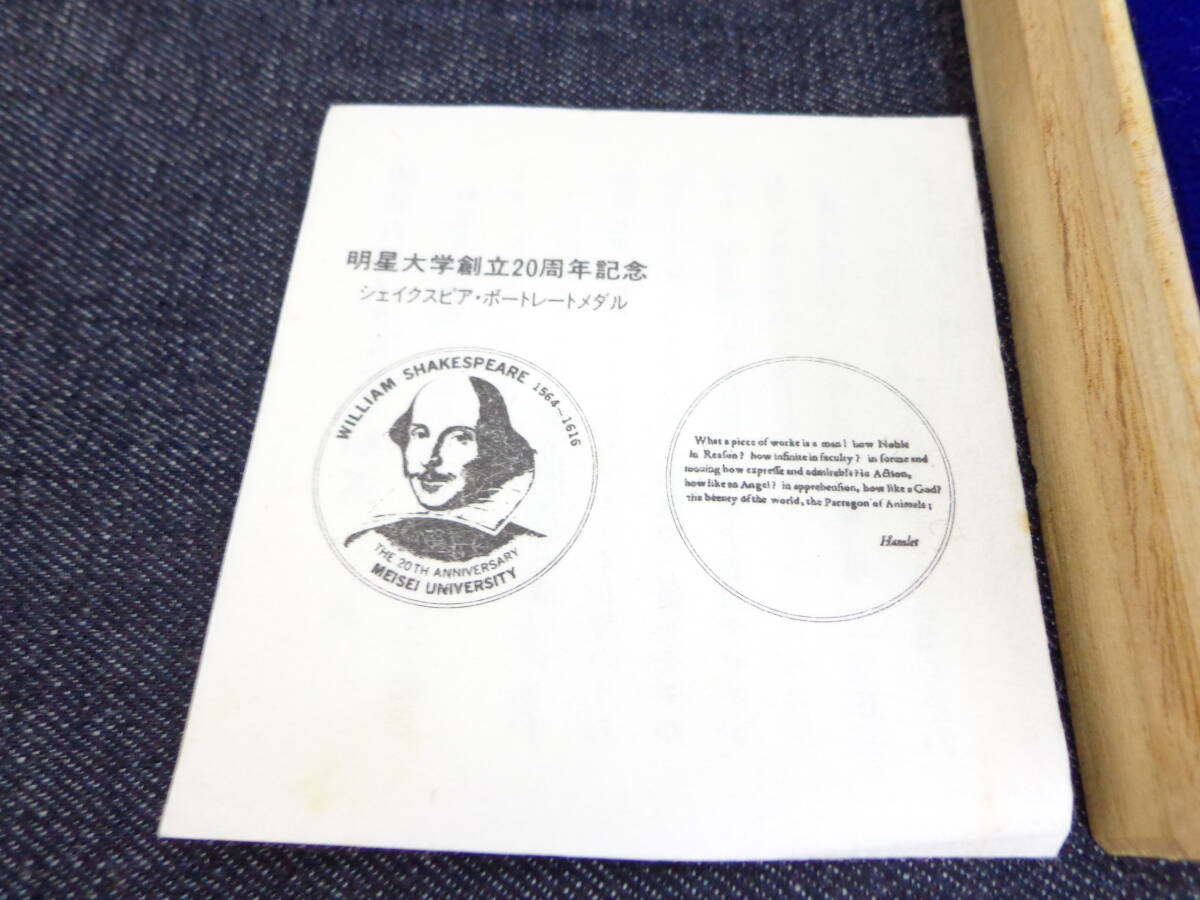 明星大学創立20周年記念
シェイクスピア・ポートレートメダル
WILLIAM SHAKESPEARE 1564~1616
THE 20TH ANNIVERSARY
MEISEI UNIVERSITY
What a piece of worke is a man! how Noble
in Reason? how infinite in faculty? in forme and
mouing how expresse and admirable? in Action,
how like an Angel? in apprehension, how like a God?
the beauty of the world, the Parragon of Animals;
Hamlet